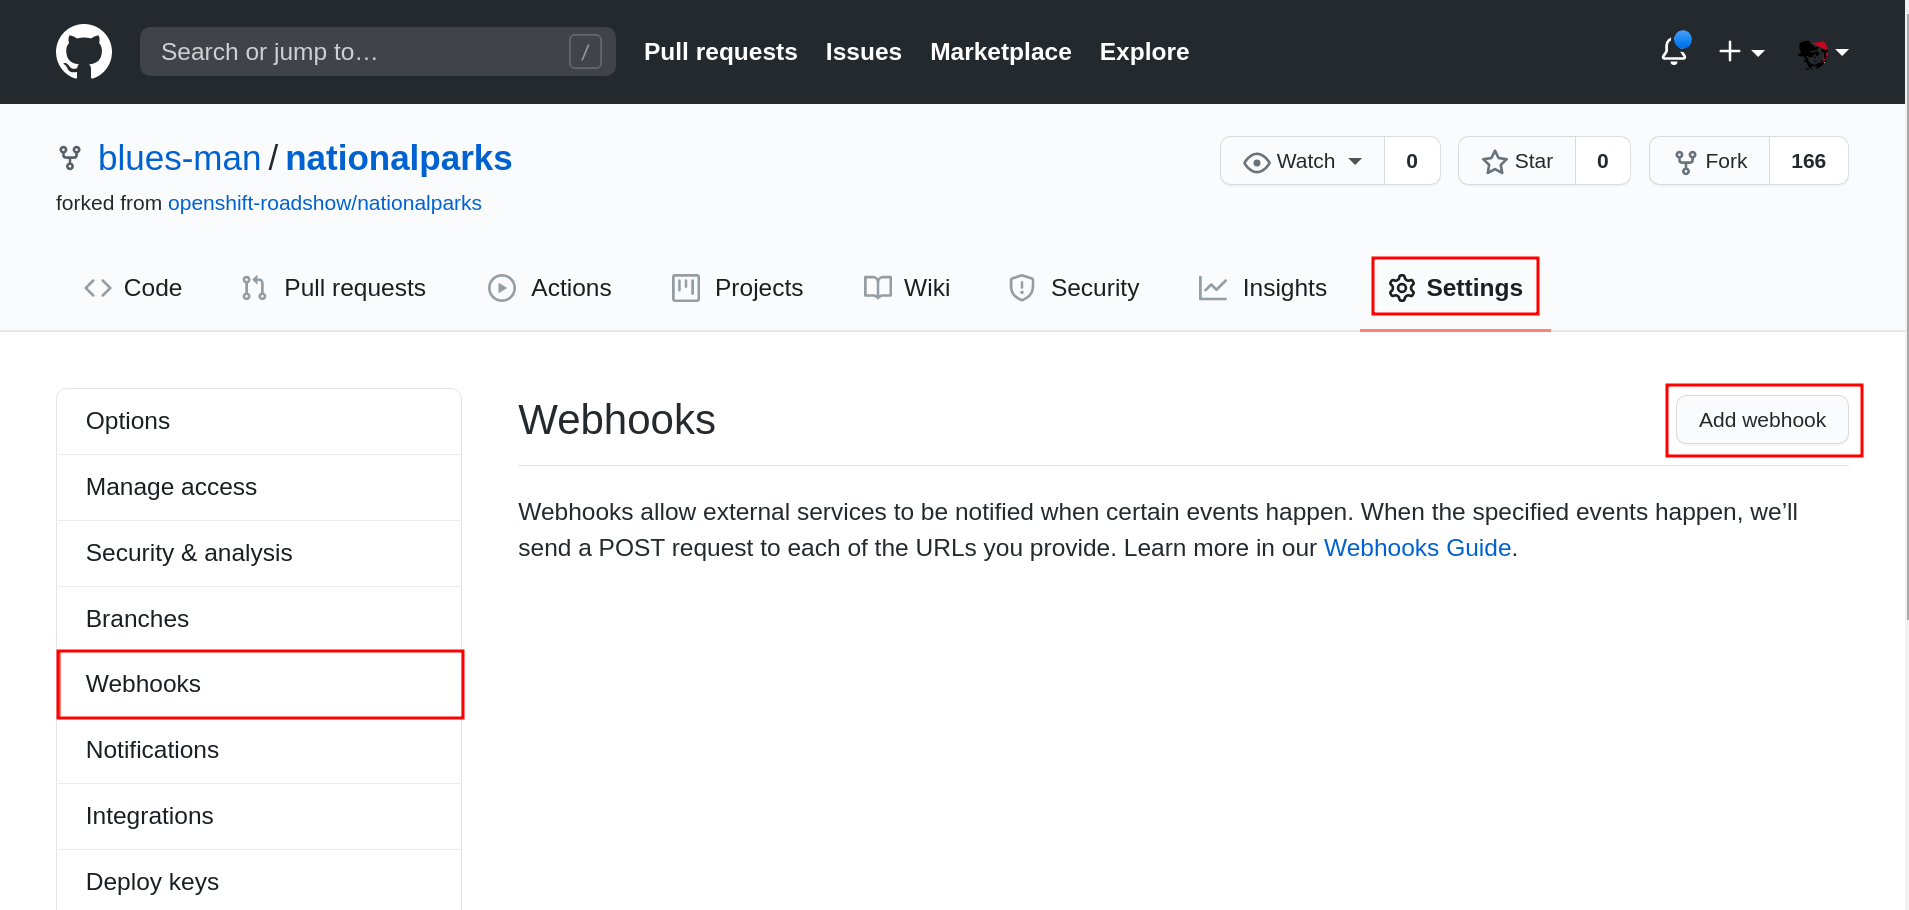 Search or jump to… /
Pull requests Issues Marketplace Explore
blues-man / nationalparks
Watch 0 Star 0 Fork 166
forked from openshift-roadshow/nationalparks
Code Pull requests Actions Projects Wiki Security Insights Settings
Options
Manage access
Security & analysis
Branches
Webhooks
Notifications
Integrations
Deploy keys
Webhooks
Add webhook
Webhooks allow external services to be notified when certain events happen. When the specified events happen, we’ll
send a POST request to each of the URLs you provide. Learn more in our Webhooks Guide.